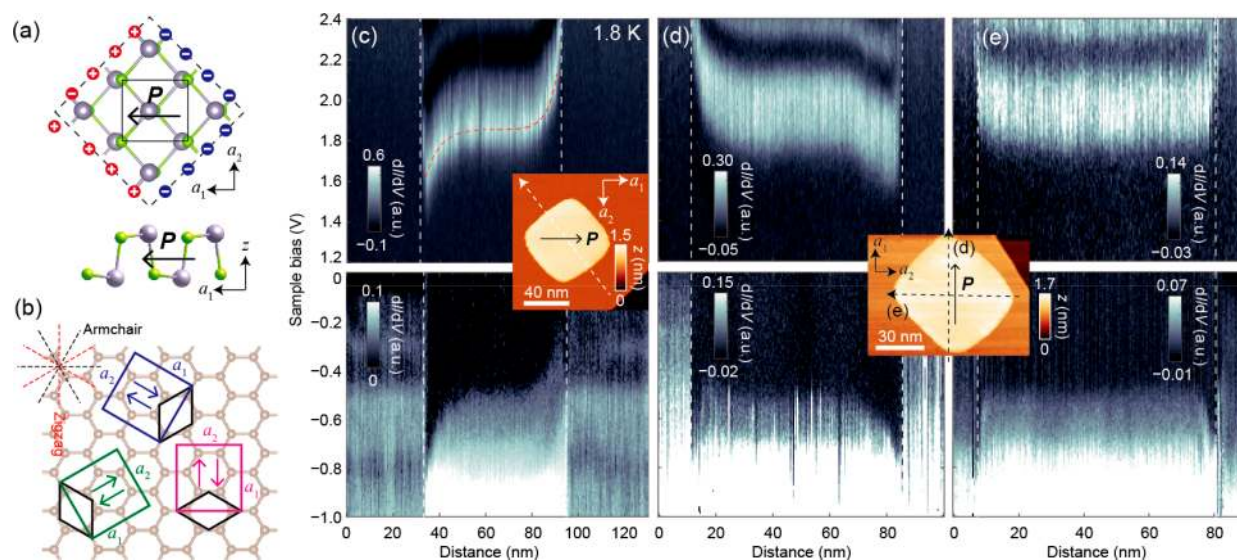 (a)
P
a2
a1
P
z
a1
(b)
Armchair
Zigzag
a2
a1
a2
a1
a2
a1
(c)
1.8 K
Sample bias (V)
2.4
2.2
2.0
1.8
1.6
1.4
1.2
0.6
−0.1
dI/dV (a.u.)
0
−0.2
−0.4
−0.6
−0.8
−1.0
0.1
0
dI/dV (a.u.)
0 20 40 60 80 100 120
Distance (nm)
a1
a2
P
40 nm
1.5
0
z (nm)
(d)
0.30
−0.05
dI/dV (a.u.)
0.15
−0.02
dI/dV (a.u.)
0 20 40 60 80 100
Distance (nm)
a1
a2
(d)
P
(e)
30 nm
1.7
0
z (nm)
(e)
0.14
−0.03
dI/dV (a.u.)
0.07
−0.01
dI/dV (a.u.)
0 20 40 60 80
Distance (nm)